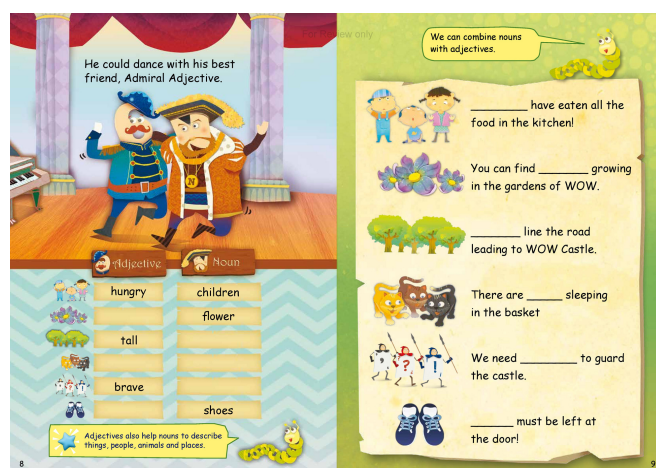 He could dance with his best
friend, Admiral Adjective.
N
Adjective Noun
hungry children
flower
tall
brave
shoes
Adjectives also help nouns to describe
things, people, animals and places.
8
For Preview only
We can combine nouns
with adjectives.
________ have eaten all the
food in the kitchen!
You can find _______ growing
in the gardens of WOW.
_______ line the road
leading to WOW Castle.
There are _____ sleeping
in the basket
, ? !
We need ________ to guard
the castle.
______ must be left at
the door!
9